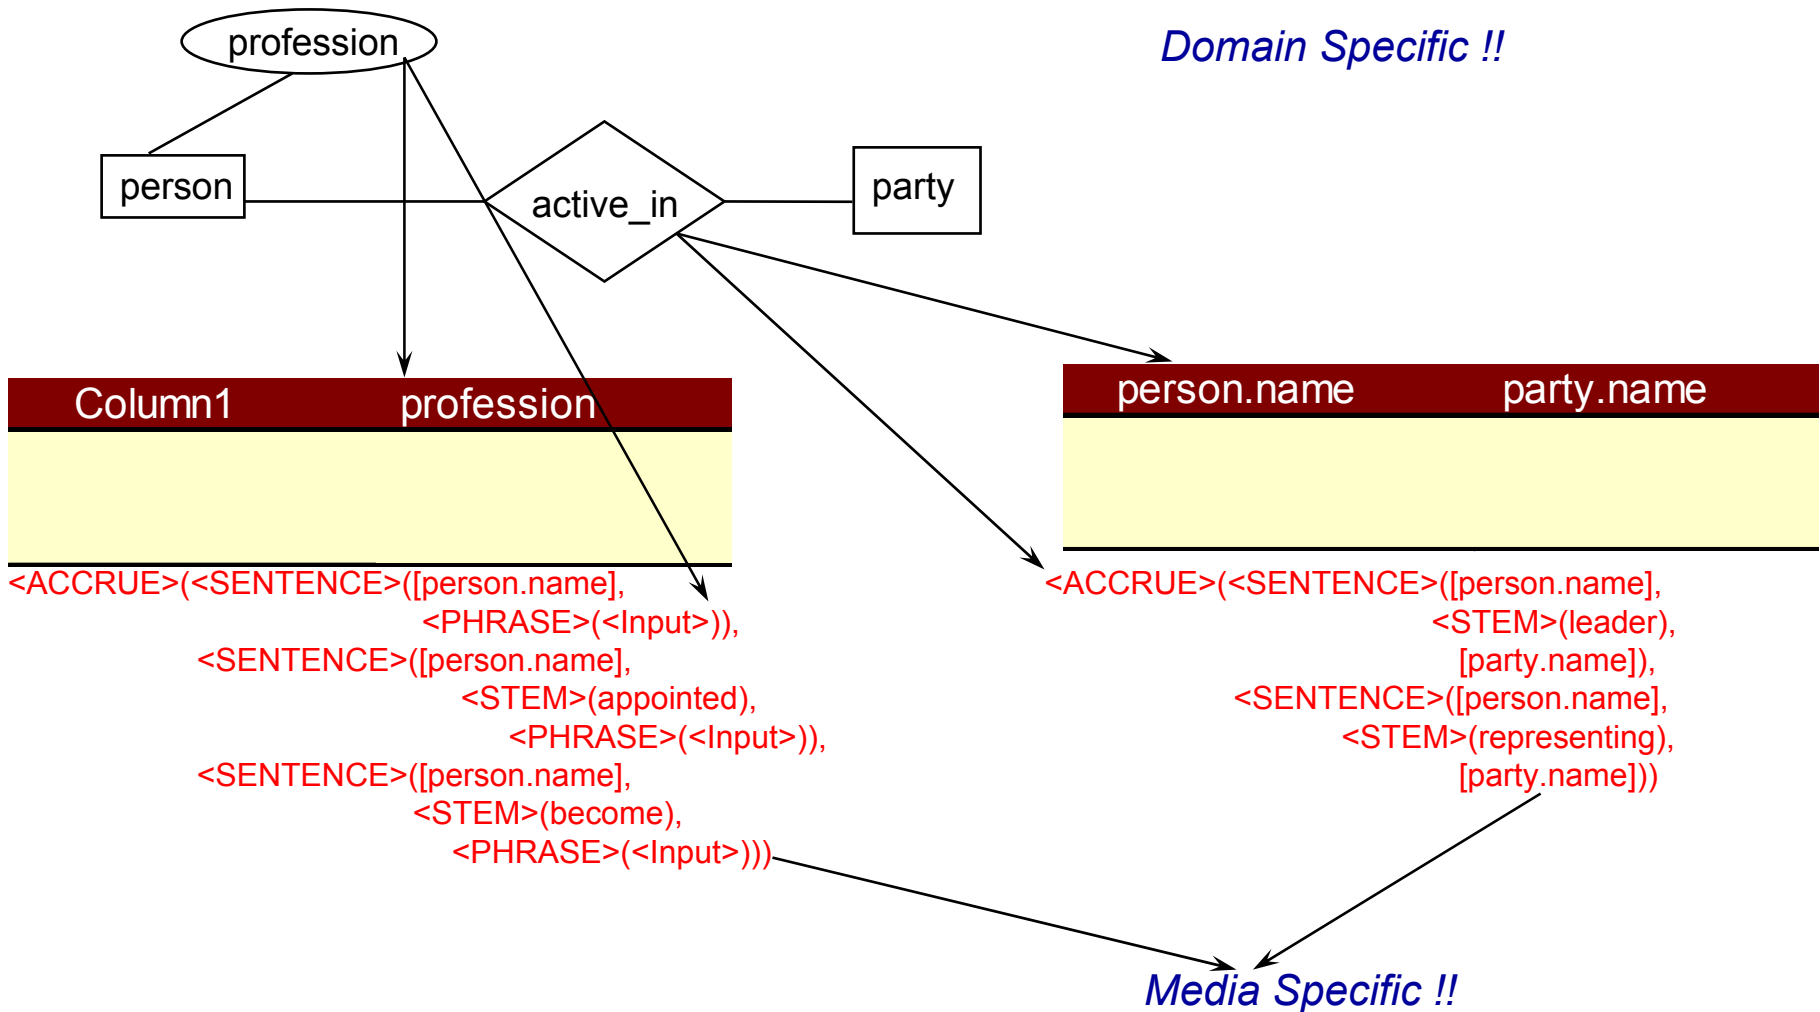 profession
Domain Specific !!
person
active_in
party
Column1 profession
<ACCRUE>(<SENTENCE>([person.name],
<PHRASE>(<Input>)),
<SENTENCE>([person.name],
<STEM>(appointed),
<PHRASE>(<Input>)),
<SENTENCE>([person.name],
<STEM>(become),
<PHRASE>(<Input>)))
person.name party.name
<ACCRUE>(<SENTENCE>([person.name],
<STEM>(leader),
[party.name]),
<SENTENCE>([person.name],
<STEM>(representing),
[party.name]))
Media Specific !!